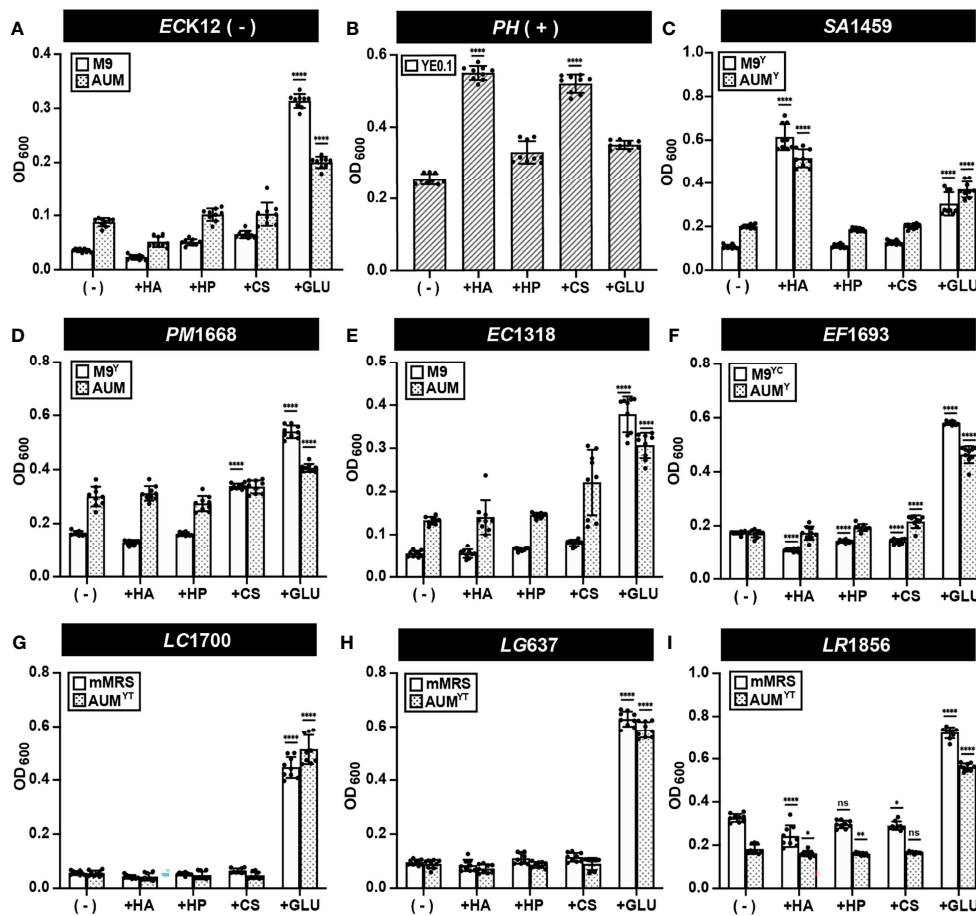 A
ECK12 ( - )
M9
AUM
****
****
OD600
0.4
0.3
0.2
0.1
0.0
( - )
+HA
+HP
+CS
+GLU
B
PH ( + )
YE0.1
****
****
OD600
0.6
0.4
0.2
0.0
( - )
+HA
+HP
+CS
+GLU
C
SA1459
M9Y
AUMY
****
****
****
****
OD600
1.0
0.8
0.6
0.4
0.2
0.0
( - )
+HA
+HP
+CS
+GLU
D
PM1668
M9Y
AUM
****
****
****
OD600
0.8
0.6
0.4
0.2
0.0
( - )
+HA
+HP
+CS
+GLU
E
EC1318
M9
AUM
****
****
OD600
0.5
0.4
0.3
0.2
0.1
0.0
( - )
+HA
+HP
+CS
+GLU
F
EF1693
M9YC
AUMY
****
****
****
****
****
****
OD600
0.8
0.6
0.4
0.2
0.0
( - )
+HA
+HP
+CS
+GLU
G
LC1700
mMRS
AUMYT
****
****
OD600
0.8
0.6
0.4
0.2
0.0
( - )
+HA
+HP
+CS
+GLU
H
LG637
mMRS
AUMYT
****
****
OD600
0.8
0.6
0.4
0.2
0.0
( - )
+HA
+HP
+CS
+GLU
I
LR1856
mMRS
AUMYT
****
*
ns
**
*
ns
****
****
OD600
1.0
0.8
0.6
0.4
0.2
0.0
( - )
+HA
+HP
+CS
+GLU